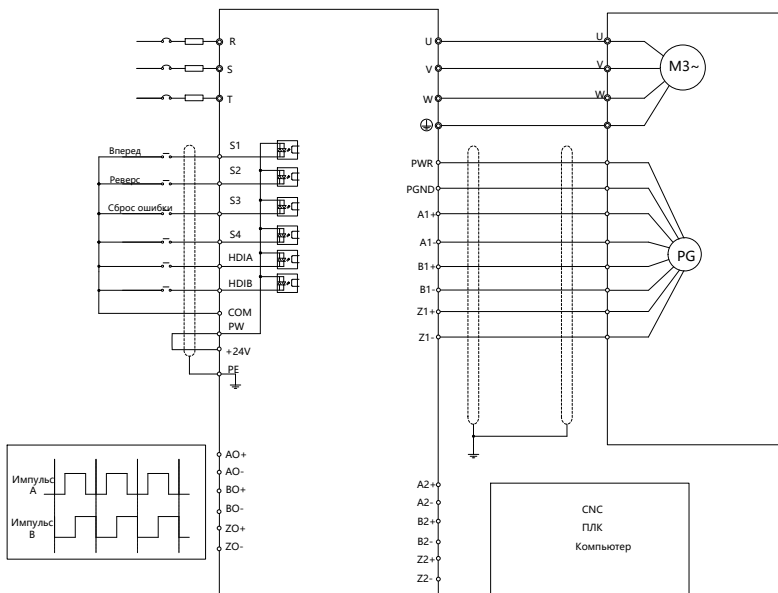 R
S
T
S1
Вперед
S2
Реверс
S3
Сброс ошибки
S4
HDIA
HDIB
COM
PW
+24V
PE
AO+
AO-
BO+
BO-
ZO+
ZO-
Импульс
A
Импульс
B
U
V
W
PWR
PGND
A1+
A1-
B1+
B1-
Z1+
Z1-
A2+
A2-
B2+
B2-
Z2+
Z2-
U
V
W
M3~
PG
CNC
ПЛК
Компьютер